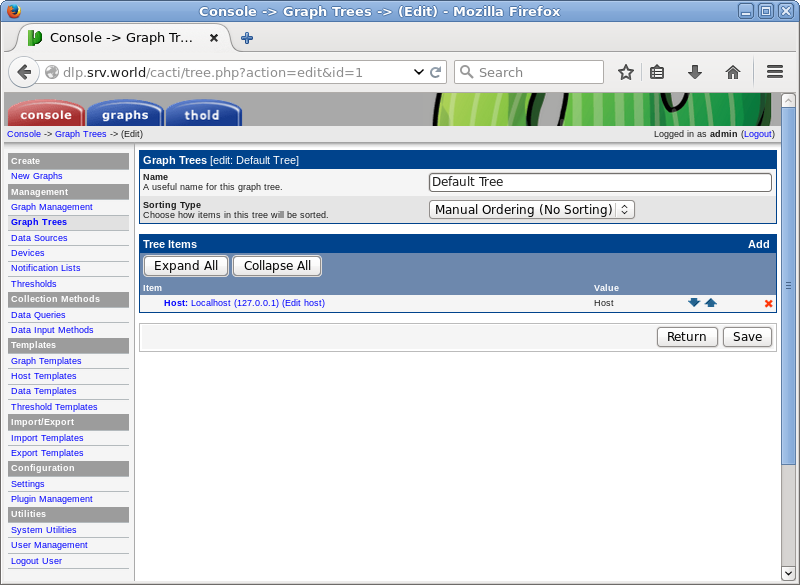 Console -> Graph Trees -> (Edit) - Mozilla Firefox
Console -> Graph Tr...
dlp.srv.world/cacti/tree.php?action=edit&id=1
Search
console graphs thold
Console -> Graph Trees -> (Edit)
Logged in as admin (Logout)
Create
New Graphs
Management
Graph Management
Graph Trees
Data Sources
Devices
Notification Lists
Thresholds
Collection Methods
Data Queries
Data Input Methods
Templates
Graph Templates
Host Templates
Data Templates
Threshold Templates
Import/Export
Import Templates
Export Templates
Configuration
Settings
Plugin Management
Utilities
System Utilities
User Management
Logout User
Graph Trees [edit: Default Tree]
Name
A useful name for this graph tree.
Default Tree
Sorting Type
Choose how items in this tree will be sorted.
Manual Ordering (No Sorting)
Tree Items
Add
Expand All
Collapse All
Item
Value
Host: Localhost (127.0.0.1) (Edit host)
Host
Return
Save